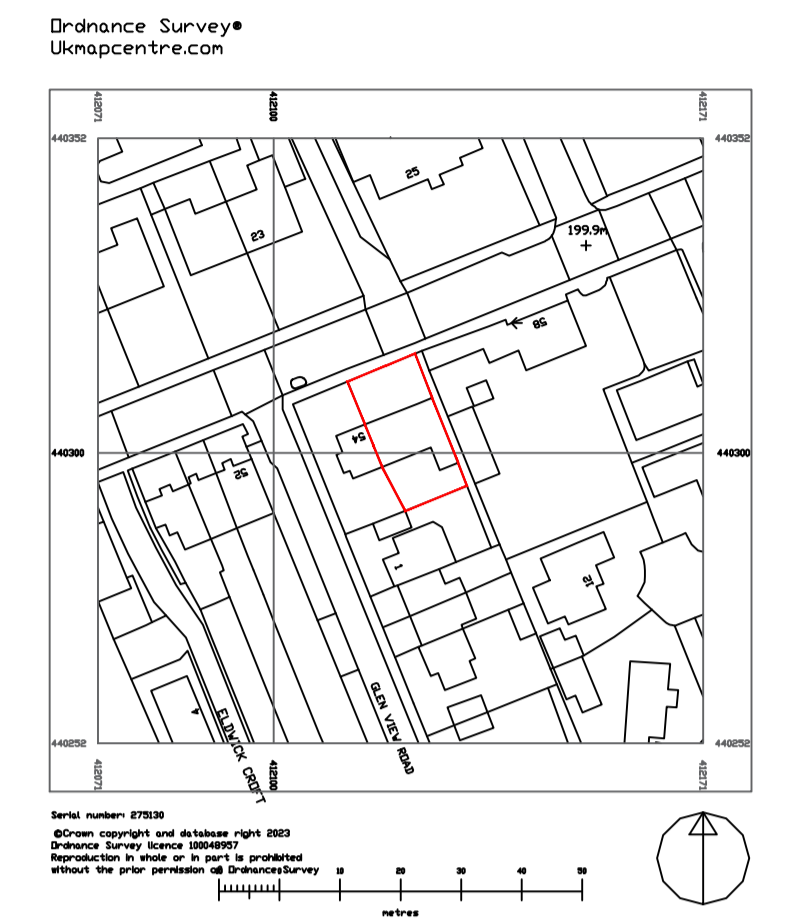 Ordnance Survey®
Ukmapcentre.com
412071
412100
412171
440352
440352
25
23
199.9m
58
54
440300
440300
52
1
12
4
GLEN VIEW ROAD
ELDWICK CROFT
440252
440252
412071
412100
412171
Serial number: 275130
©Crown copyright and database right 2023
Ordnance Survey licence 100048957
Reproduction in whole or in part is prohibited
without the prior permission of Ordnance Survey
0 10 20 30 40 50
metres